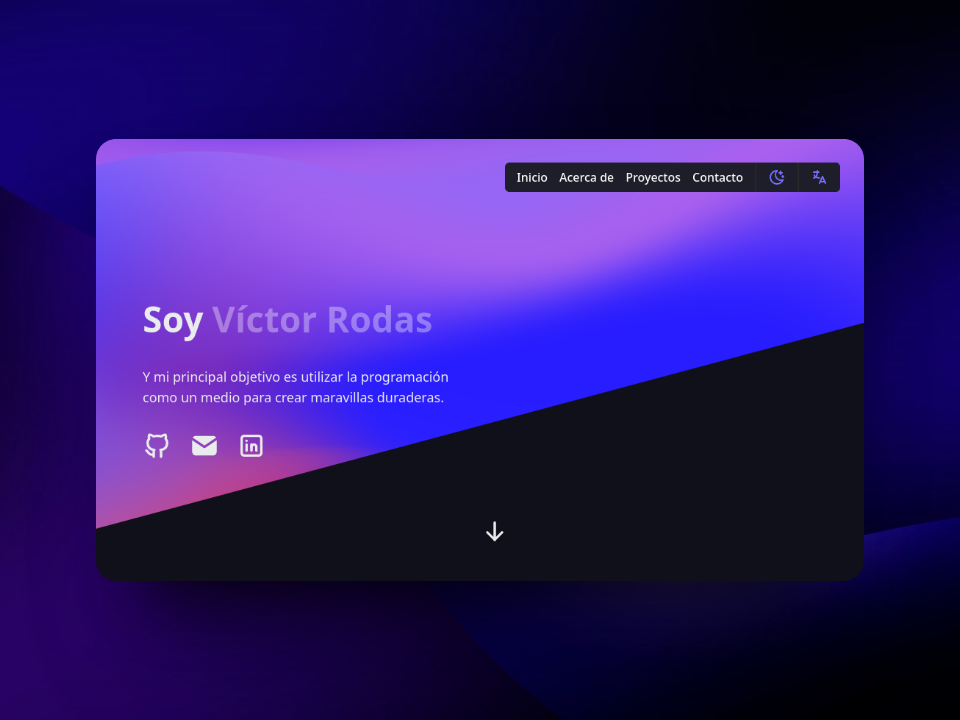 Inicio Acerca de Proyectos Contacto
Soy Víctor Rodas
Y mi principal objetivo es utilizar la programación
como un medio para crear maravillas duraderas.